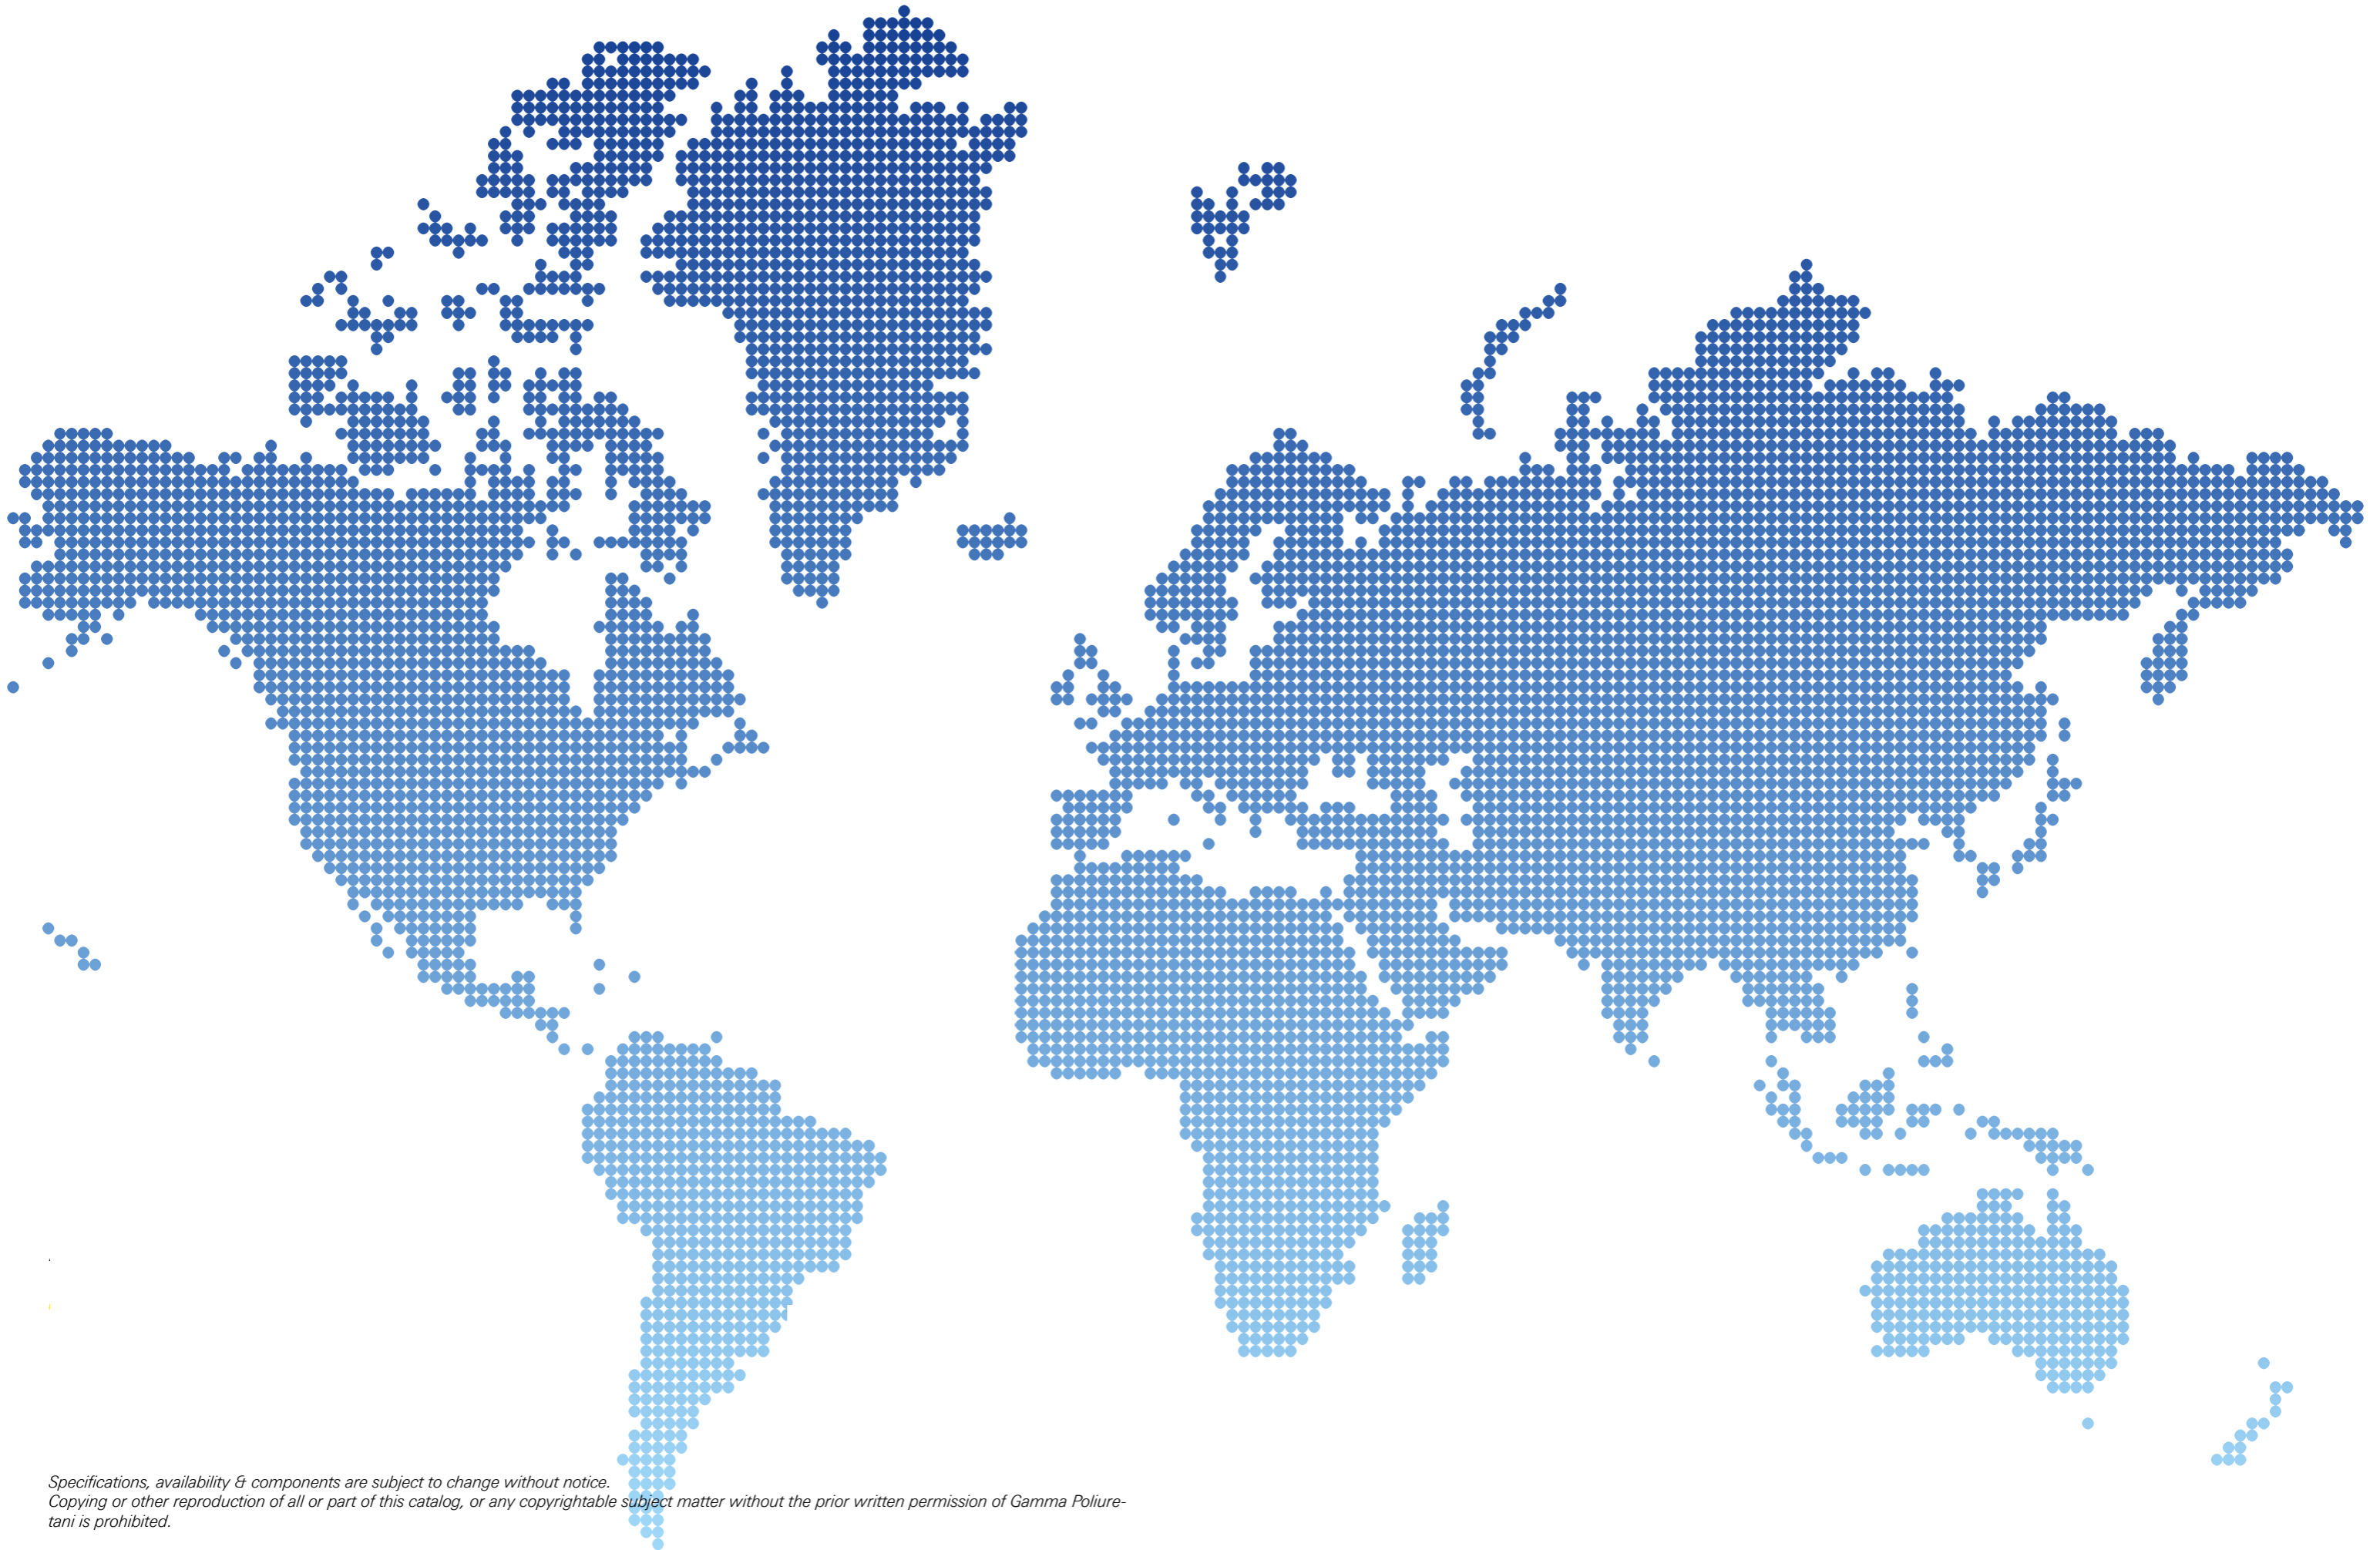 Specifications, availability & components are subject to change without notice.
Copying or other reproduction of all or part of this catalog, or any copyrightable subject matter without the prior written permission of Gamma Poliure-
tani is prohibited.